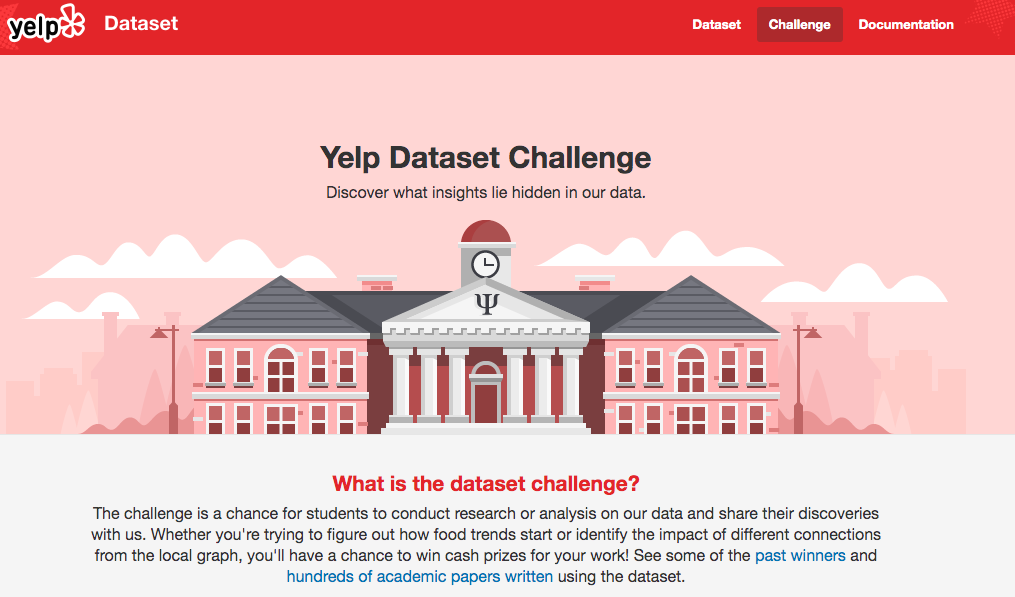 yelp Dataset Dataset Challenge Documentation
Yelp Dataset Challenge
Discover what insights lie hidden in our data.
Ψ
What is the dataset challenge?
The challenge is a chance for students to conduct research or analysis on our data and share their discoveries
with us. Whether you're trying to figure out how food trends start or identify the impact of different connections
from the local graph, you'll have a chance to win cash prizes for your work! See some of the past winners and
hundreds of academic papers written using the dataset.